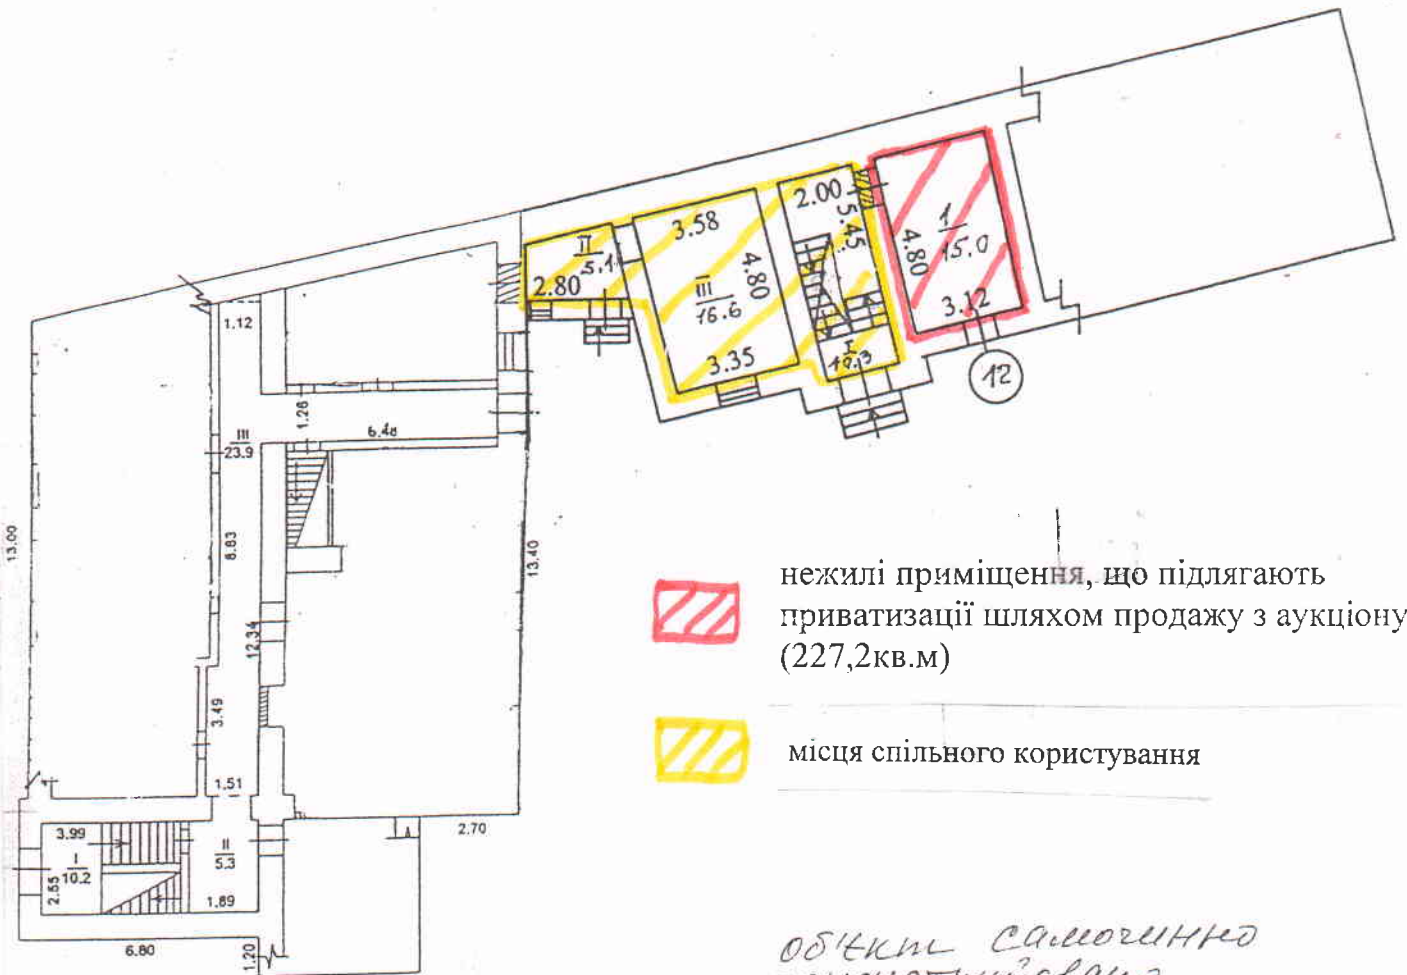 2.00
5.45
3.58
II
5.1
2.80
III
16.6
4.80
3.35
I
10.3
1
15.0
4.80
3.12
12
1.12
1.26
6.48
III
23.9
8.83
13.00
13.40
12.34
3.49
1.51
3.99
I
10.2
2.55
II
5.3
1.89
2.70
6.80
1.20
нежилі приміщення, що підлягають
приватизації шляхом продажу з аукціону
(227,2кв.м)
місця спільного користування
об'єкт самочинно